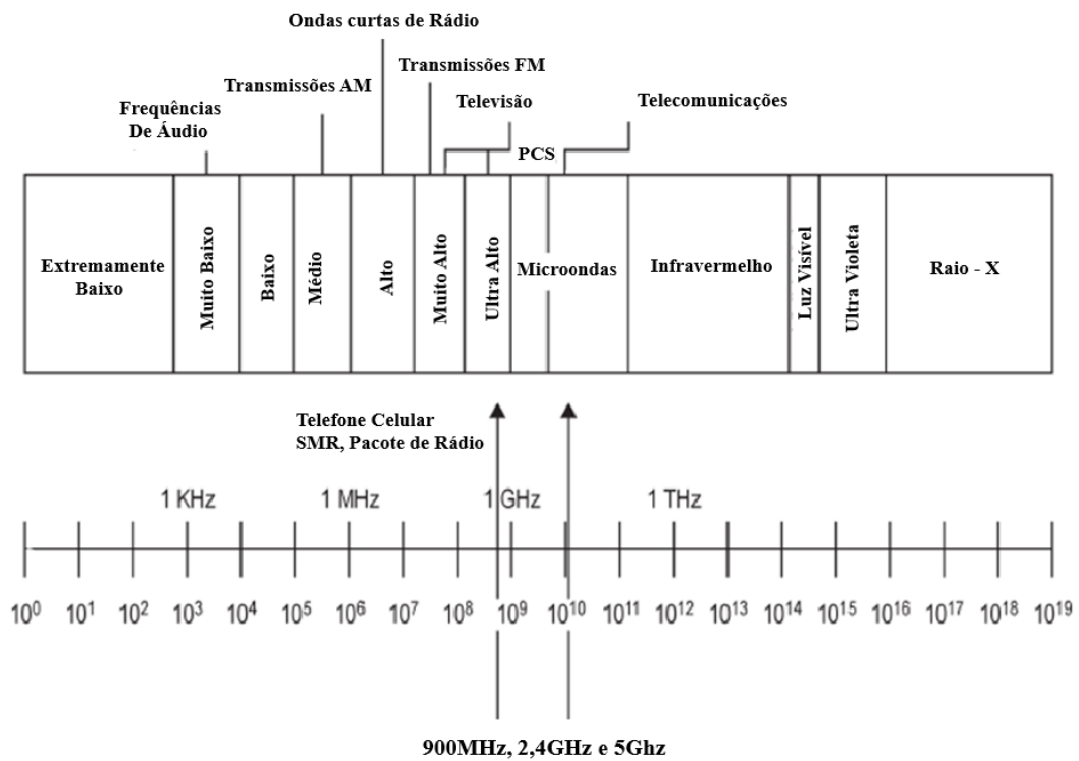 Ondas curtas de Rádio
Transmissões FM
Transmissões AM
Televisão
Telecomunicações
Frequências
De Áudio
PCS
Extremamente
Baixo
Muito Baixo
Baixo
Médio
Alto
Muito Alto
Ultra Alto
Microondas
Infravermelho
Luz Visível
Ultra Violeta
Raio - X
Telefone Celular
SMR, Pacote de Rádio
1 KHz
1 MHz
1 GHz
1 THz
10⁰ 10¹ 10² 10³ 10⁴ 10⁵ 10⁶ 10⁷ 10⁸ 10⁹ 10¹⁰ 10¹¹ 10¹² 10¹³ 10¹⁴ 10¹⁵ 10¹⁶ 10¹⁷ 10¹⁸ 10¹⁹
900MHz, 2,4GHz e 5Ghz